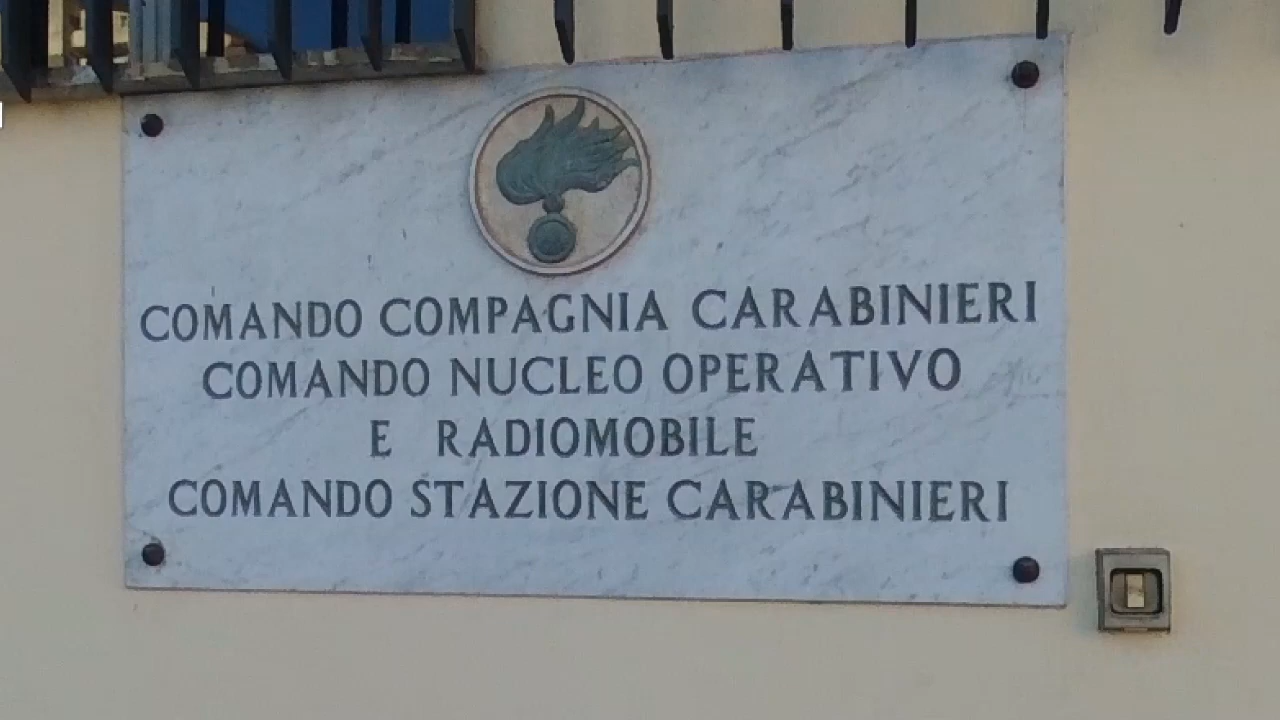 COMANDO COMPAGNIA CARABINIERI
COMANDO NUCLEO OPERATIVO
E RADIOMOBILE
COMANDO STAZIONE CARABINIERI